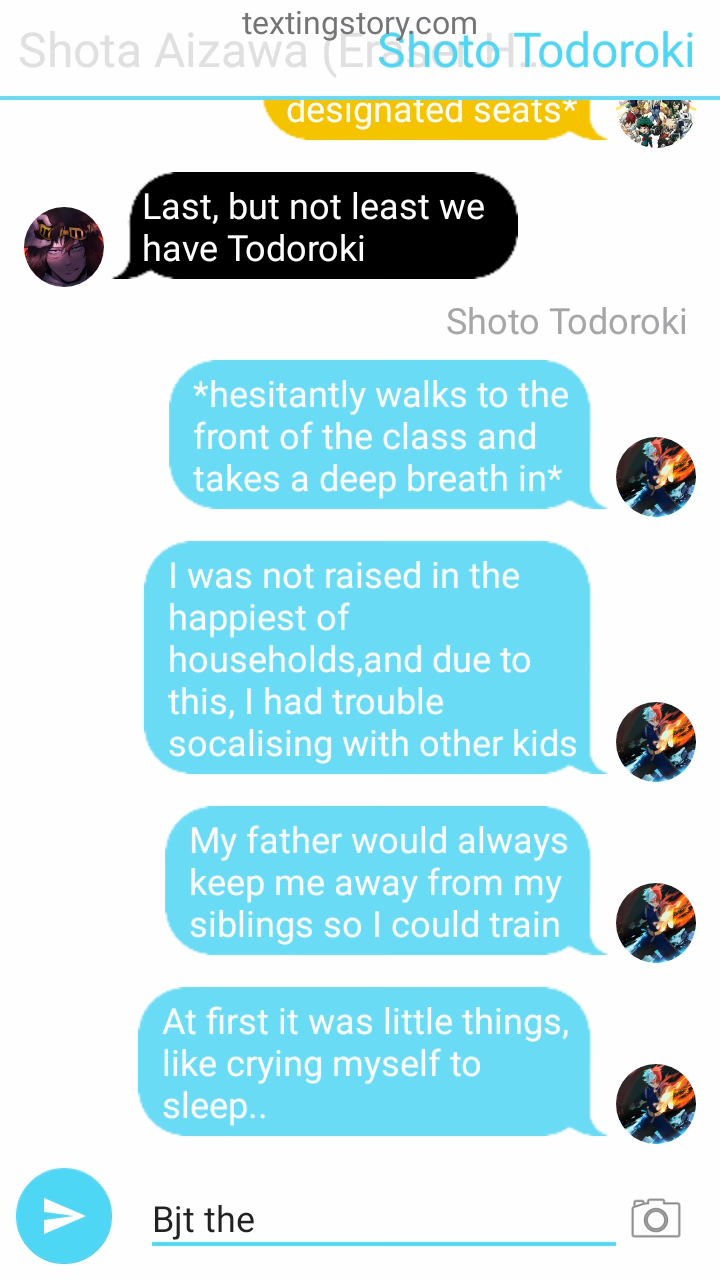 textingstory.com
Shota Aizawa (Eraser H...
Shoto Todoroki
designated seats*
Last, but not least we
have Todoroki
Shoto Todoroki
*hesitantly walks to the
front of the class and
takes a deep breath in*
I was not raised in the
happiest of
households,and due to
this, I had trouble
socalising with other kids
My father would always
keep me away from my
siblings so I could train
At first it was little things,
like crying myself to
sleep..
Bjt the